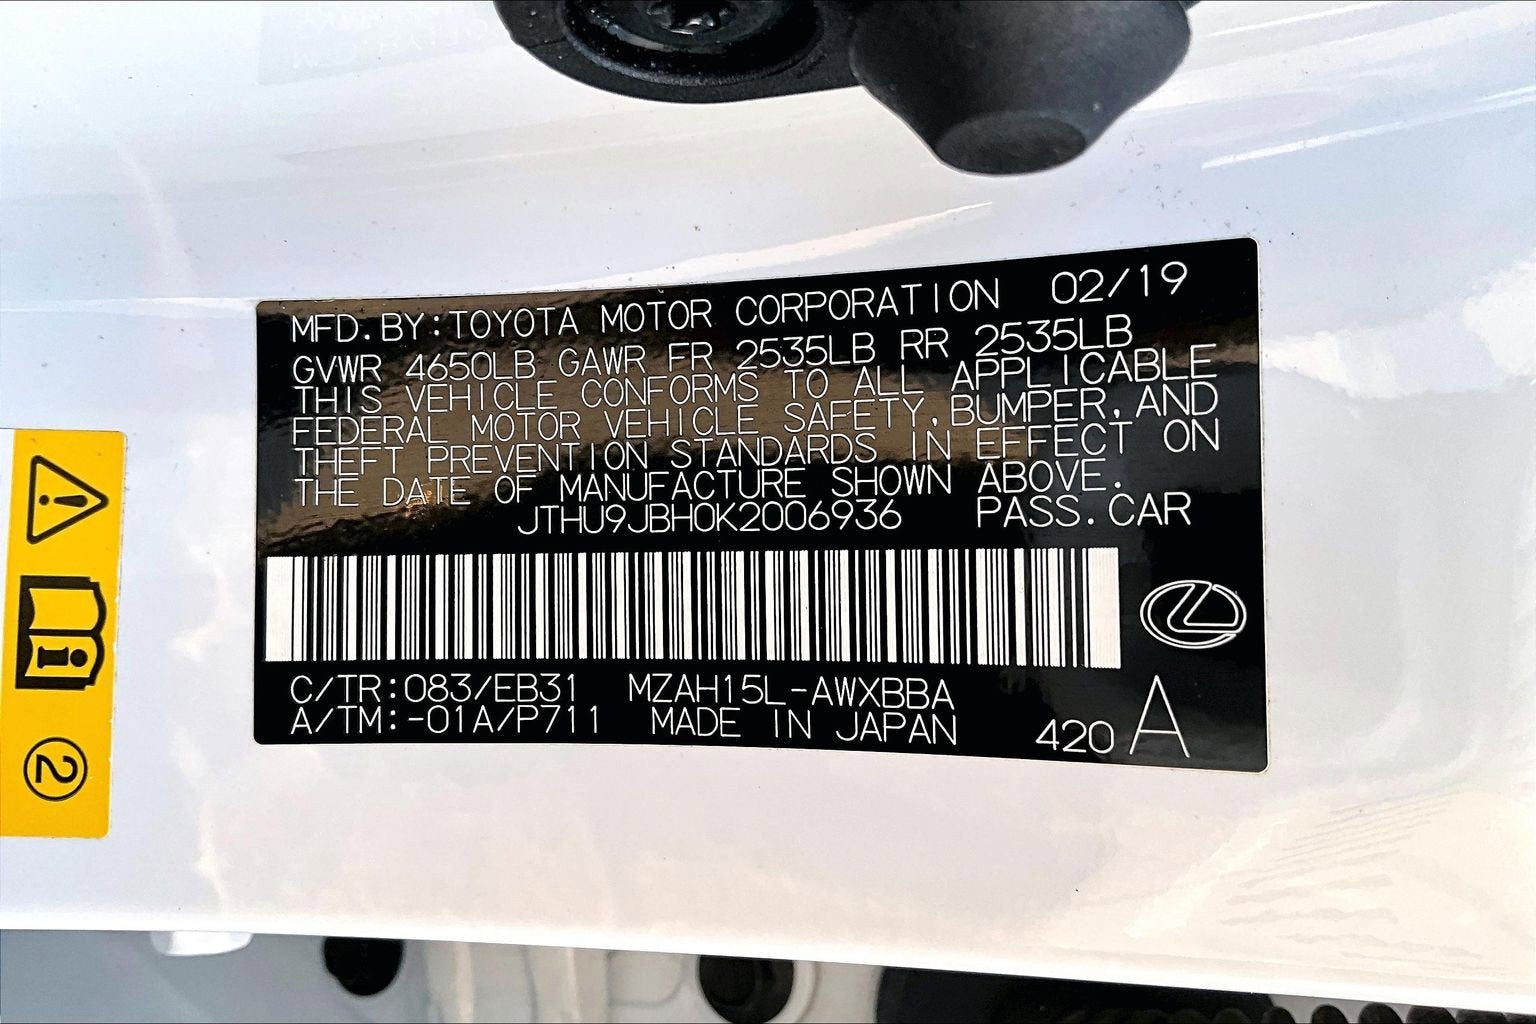 MFD.BY:TOYOTA MOTOR CORPORATION 02/19
GVWR 4650LB GAWR FR 2535LB RR 2535LB
THIS VEHICLE CONFORMS TO ALL APPLICABLE
FEDERAL MOTOR VEHICLE SAFETY,BUMPER,AND
THEFT PREVENTION STANDARDS IN EFFECT ON
THE DATE OF MANUFACTURE SHOWN ABOVE.
JTHU9JBH0K2006936 PASS.CAR
C/TR:083/EB31 MZAH15L-AWXBBA
A/TM:-01A/P711 MADE IN JAPAN 420 A
2